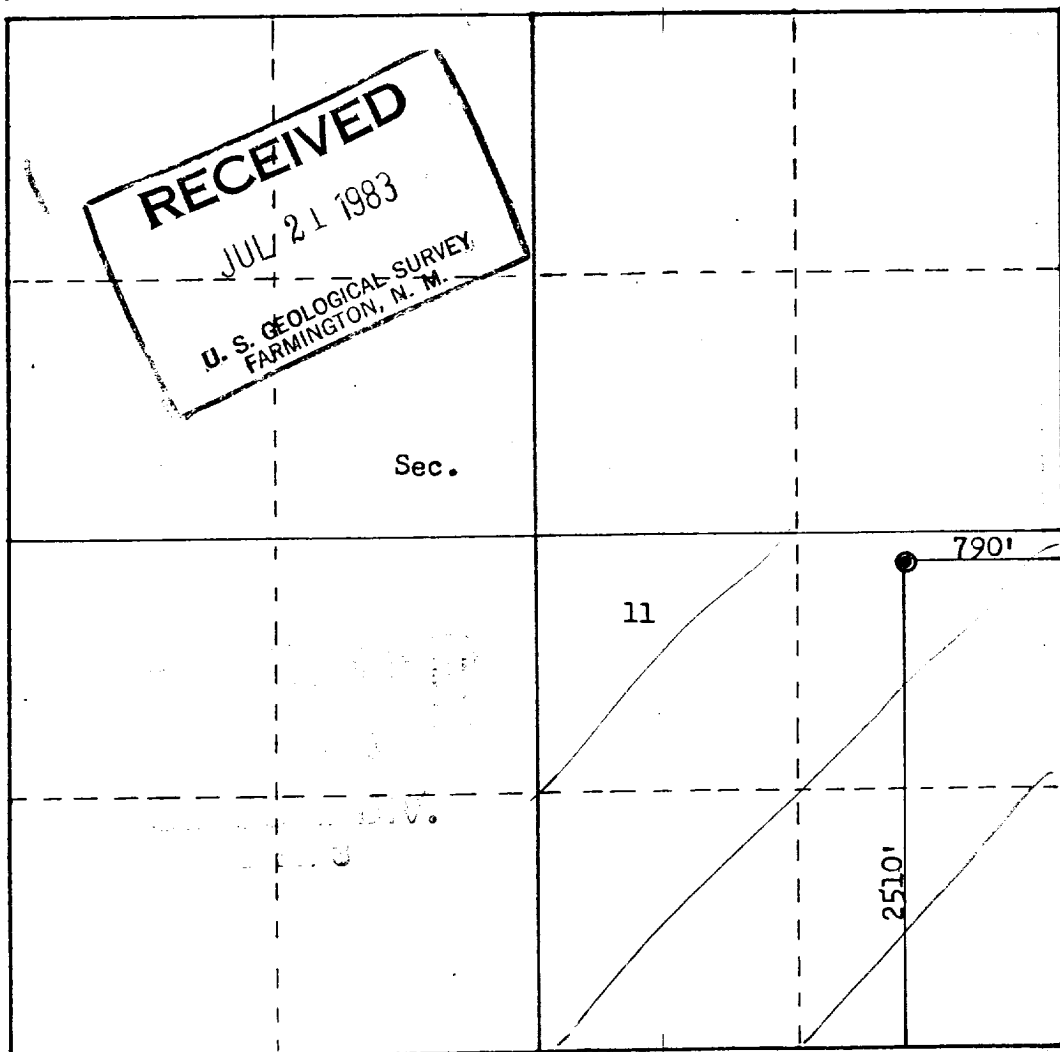 RECEIVED
JUL 21 1983
U. S. GEOLOGICAL SURVEY
FARMINGTON, N. M.
Sec.
790'
11
2510'